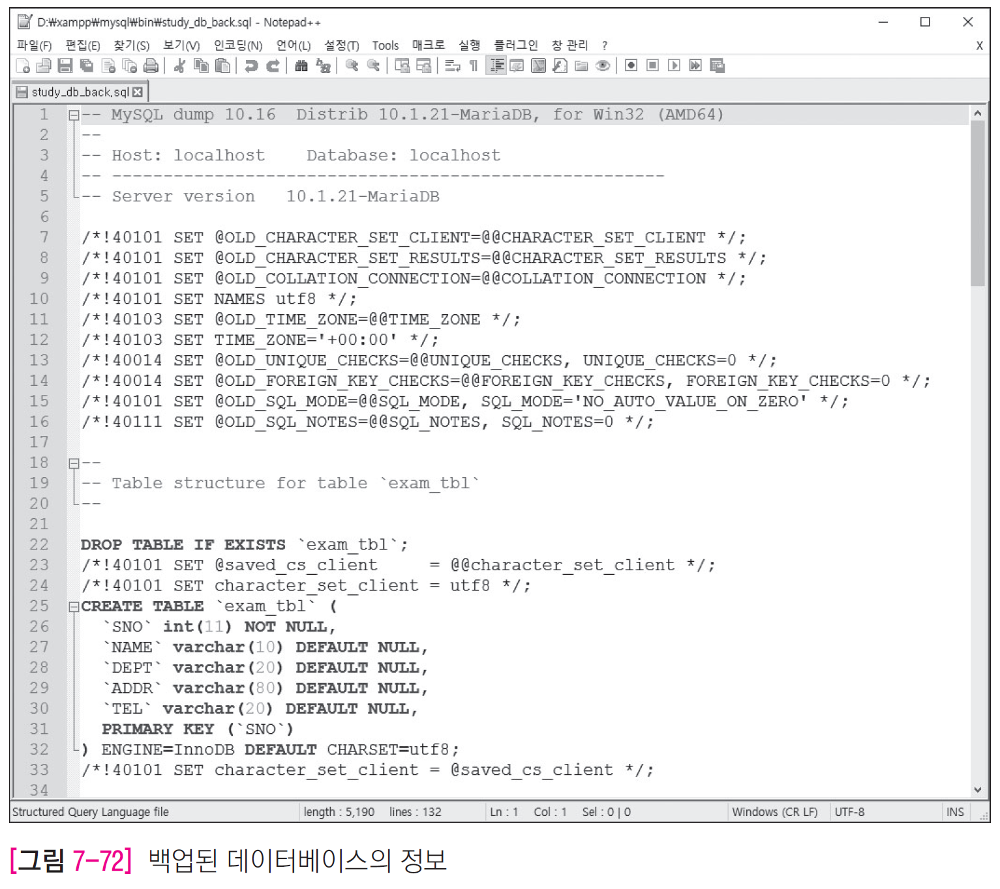 D:₩xampp₩mysql₩bin₩study_db_back.sql - Notepad++
파일(F) 편집(E) 찾기(S) 보기(V) 인코딩(N) 언어(L) 설정(T) Tools 매크로 실행 플러그인 창 관리 ? X
study_db_back.sql
1 -- MySQL dump 10.16  Distrib 10.1.21-MariaDB, for Win32 (AMD64)
2 --
3 -- Host: localhost    Database: localhost
4 -- ------------------------------------------------------
5 -- Server version   10.1.21-MariaDB
6
7 /*!40101 SET @OLD_CHARACTER_SET_CLIENT=@@CHARACTER_SET_CLIENT */;
8 /*!40101 SET @OLD_CHARACTER_SET_RESULTS=@@CHARACTER_SET_RESULTS */;
9 /*!40101 SET @OLD_COLLATION_CONNECTION=@@COLLATION_CONNECTION */;
10 /*!40101 SET NAMES utf8 */;
11 /*!40103 SET @OLD_TIME_ZONE=@@TIME_ZONE */;
12 /*!40103 SET TIME_ZONE='+00:00' */;
13 /*!40014 SET @OLD_UNIQUE_CHECKS=@@UNIQUE_CHECKS, UNIQUE_CHECKS=0 */;
14 /*!40014 SET @OLD_FOREIGN_KEY_CHECKS=@@FOREIGN_KEY_CHECKS, FOREIGN_KEY_CHECKS=0 */;
15 /*!40101 SET @OLD_SQL_MODE=@@SQL_MODE, SQL_MODE='NO_AUTO_VALUE_ON_ZERO' */;
16 /*!40111 SET @OLD_SQL_NOTES=@@SQL_NOTES, SQL_NOTES=0 */;
17
18 --
19 -- Table structure for table `exam_tbl`
20 --
21
22 DROP TABLE IF EXISTS `exam_tbl`;
23 /*!40101 SET @saved_cs_client     = @@character_set_client */;
24 /*!40101 SET character_set_client = utf8 */;
25 CREATE TABLE `exam_tbl` (
26   `SNO` int(11) NOT NULL,
27   `NAME` varchar(10) DEFAULT NULL,
28   `DEPT` varchar(20) DEFAULT NULL,
29   `ADDR` varchar(80) DEFAULT NULL,
30   `TEL` varchar(20) DEFAULT NULL,
31   PRIMARY KEY (`SNO`)
32 ) ENGINE=InnoDB DEFAULT CHARSET=utf8;
33 /*!40101 SET character_set_client = @saved_cs_client */;
34
Structured Query Language file length : 5,190 lines : 132 Ln : 1 Col : 1 Sel : 0 | 0 Windows (CR LF) UTF-8 INS
[그림 7-72] 백업된 데이터베이스의 정보